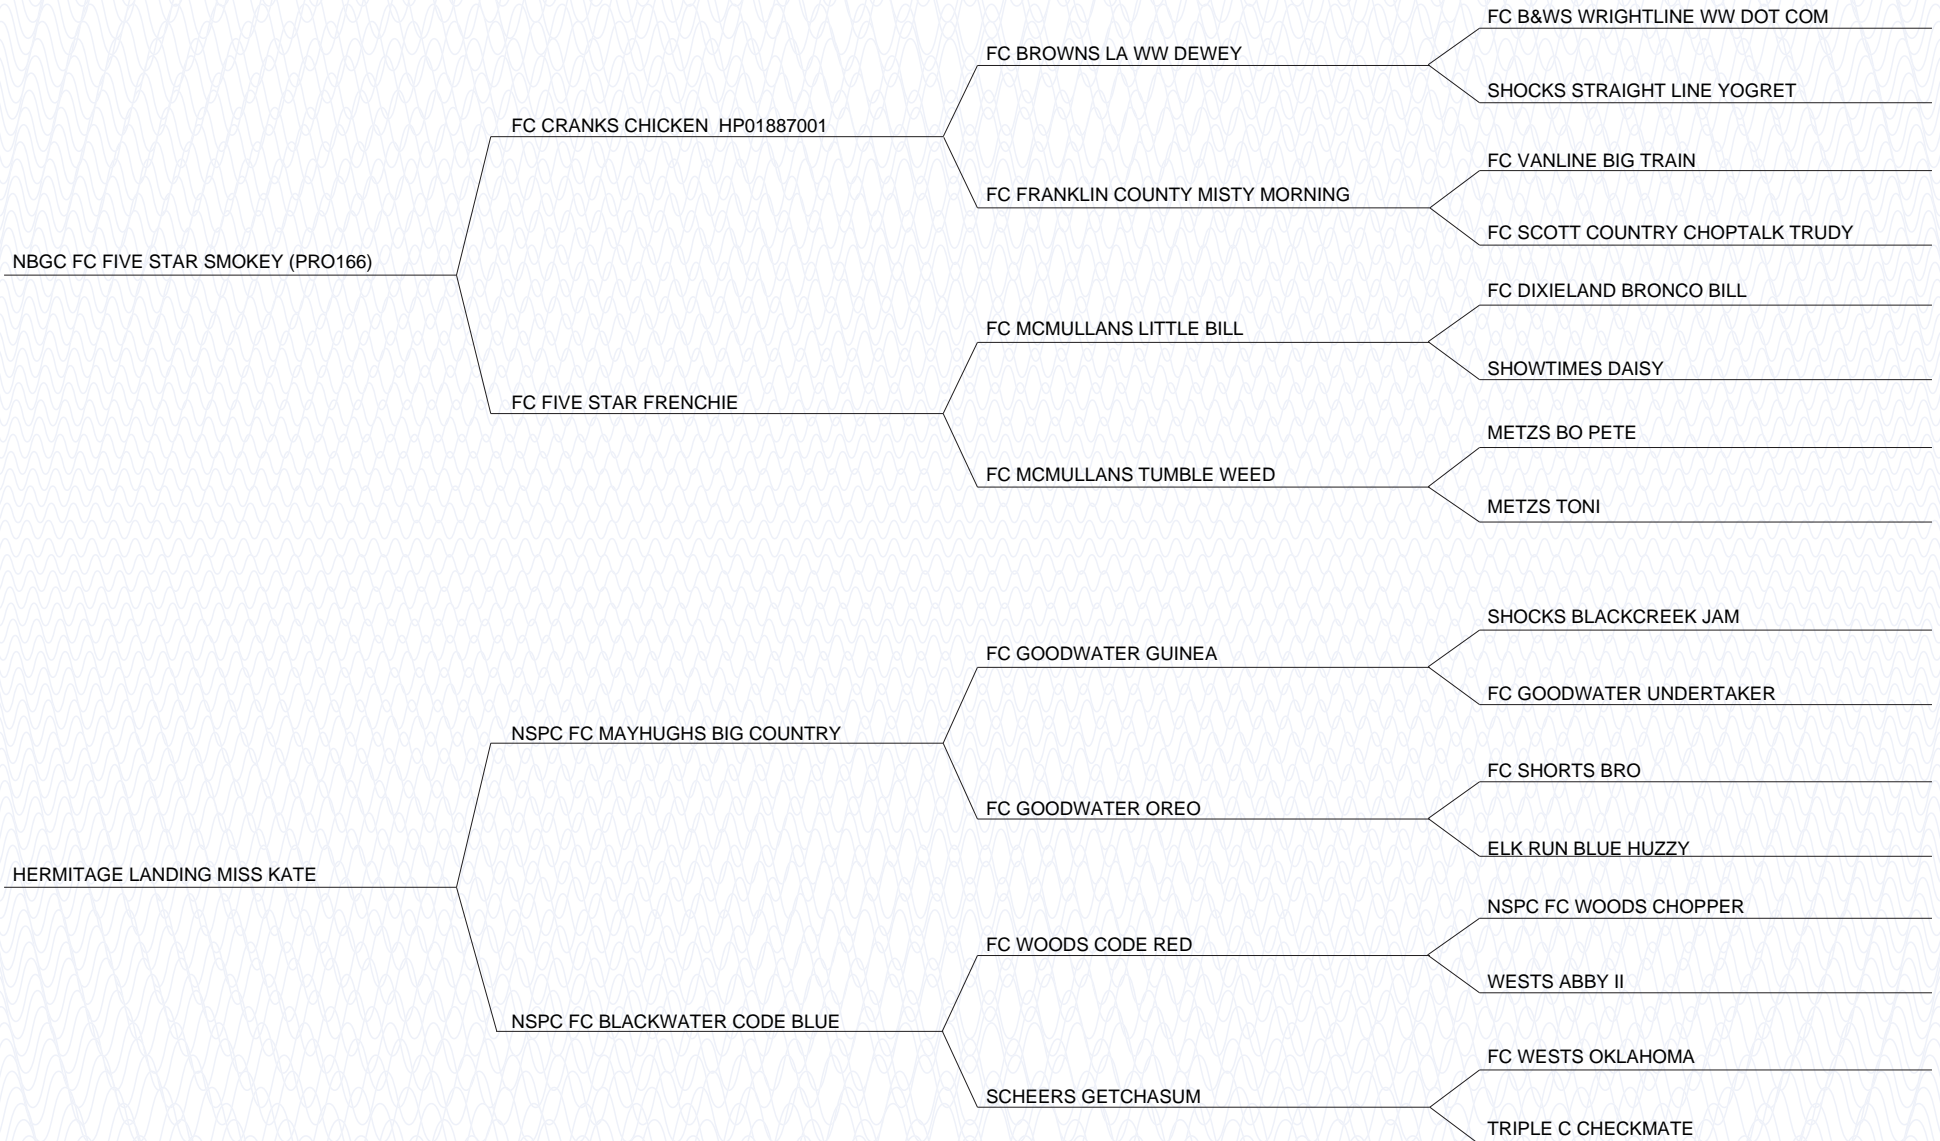 FC B&WS WRIGHTLINE WW DOT COM
FC BROWNS LA WW DEWEY
SHOCKS STRAIGHT LINE YOGRET
FC CRANKS CHICKEN  HP01887001
FC VANLINE BIG TRAIN
FC FRANKLIN COUNTY MISTY MORNING
FC SCOTT COUNTRY CHOPTALK TRUDY
NBGC FC FIVE STAR SMOKEY (PRO166)
FC DIXIELAND BRONCO BILL
FC MCMULLANS LITTLE BILL
SHOWTIMES DAISY
FC FIVE STAR FRENCHIE
METZS BO PETE
FC MCMULLANS TUMBLE WEED
METZS TONI
SHOCKS BLACKCREEK JAM
FC GOODWATER GUINEA
FC GOODWATER UNDERTAKER
NSPC FC MAYHUGHS BIG COUNTRY
FC SHORTS BRO
FC GOODWATER OREO
ELK RUN BLUE HUZZY
HERMITAGE LANDING MISS KATE
NSPC FC WOODS CHOPPER
FC WOODS CODE RED
WESTS ABBY II
NSPC FC BLACKWATER CODE BLUE
FC WESTS OKLAHOMA
SCHEERS GETCHASUM
TRIPLE C CHECKMATE